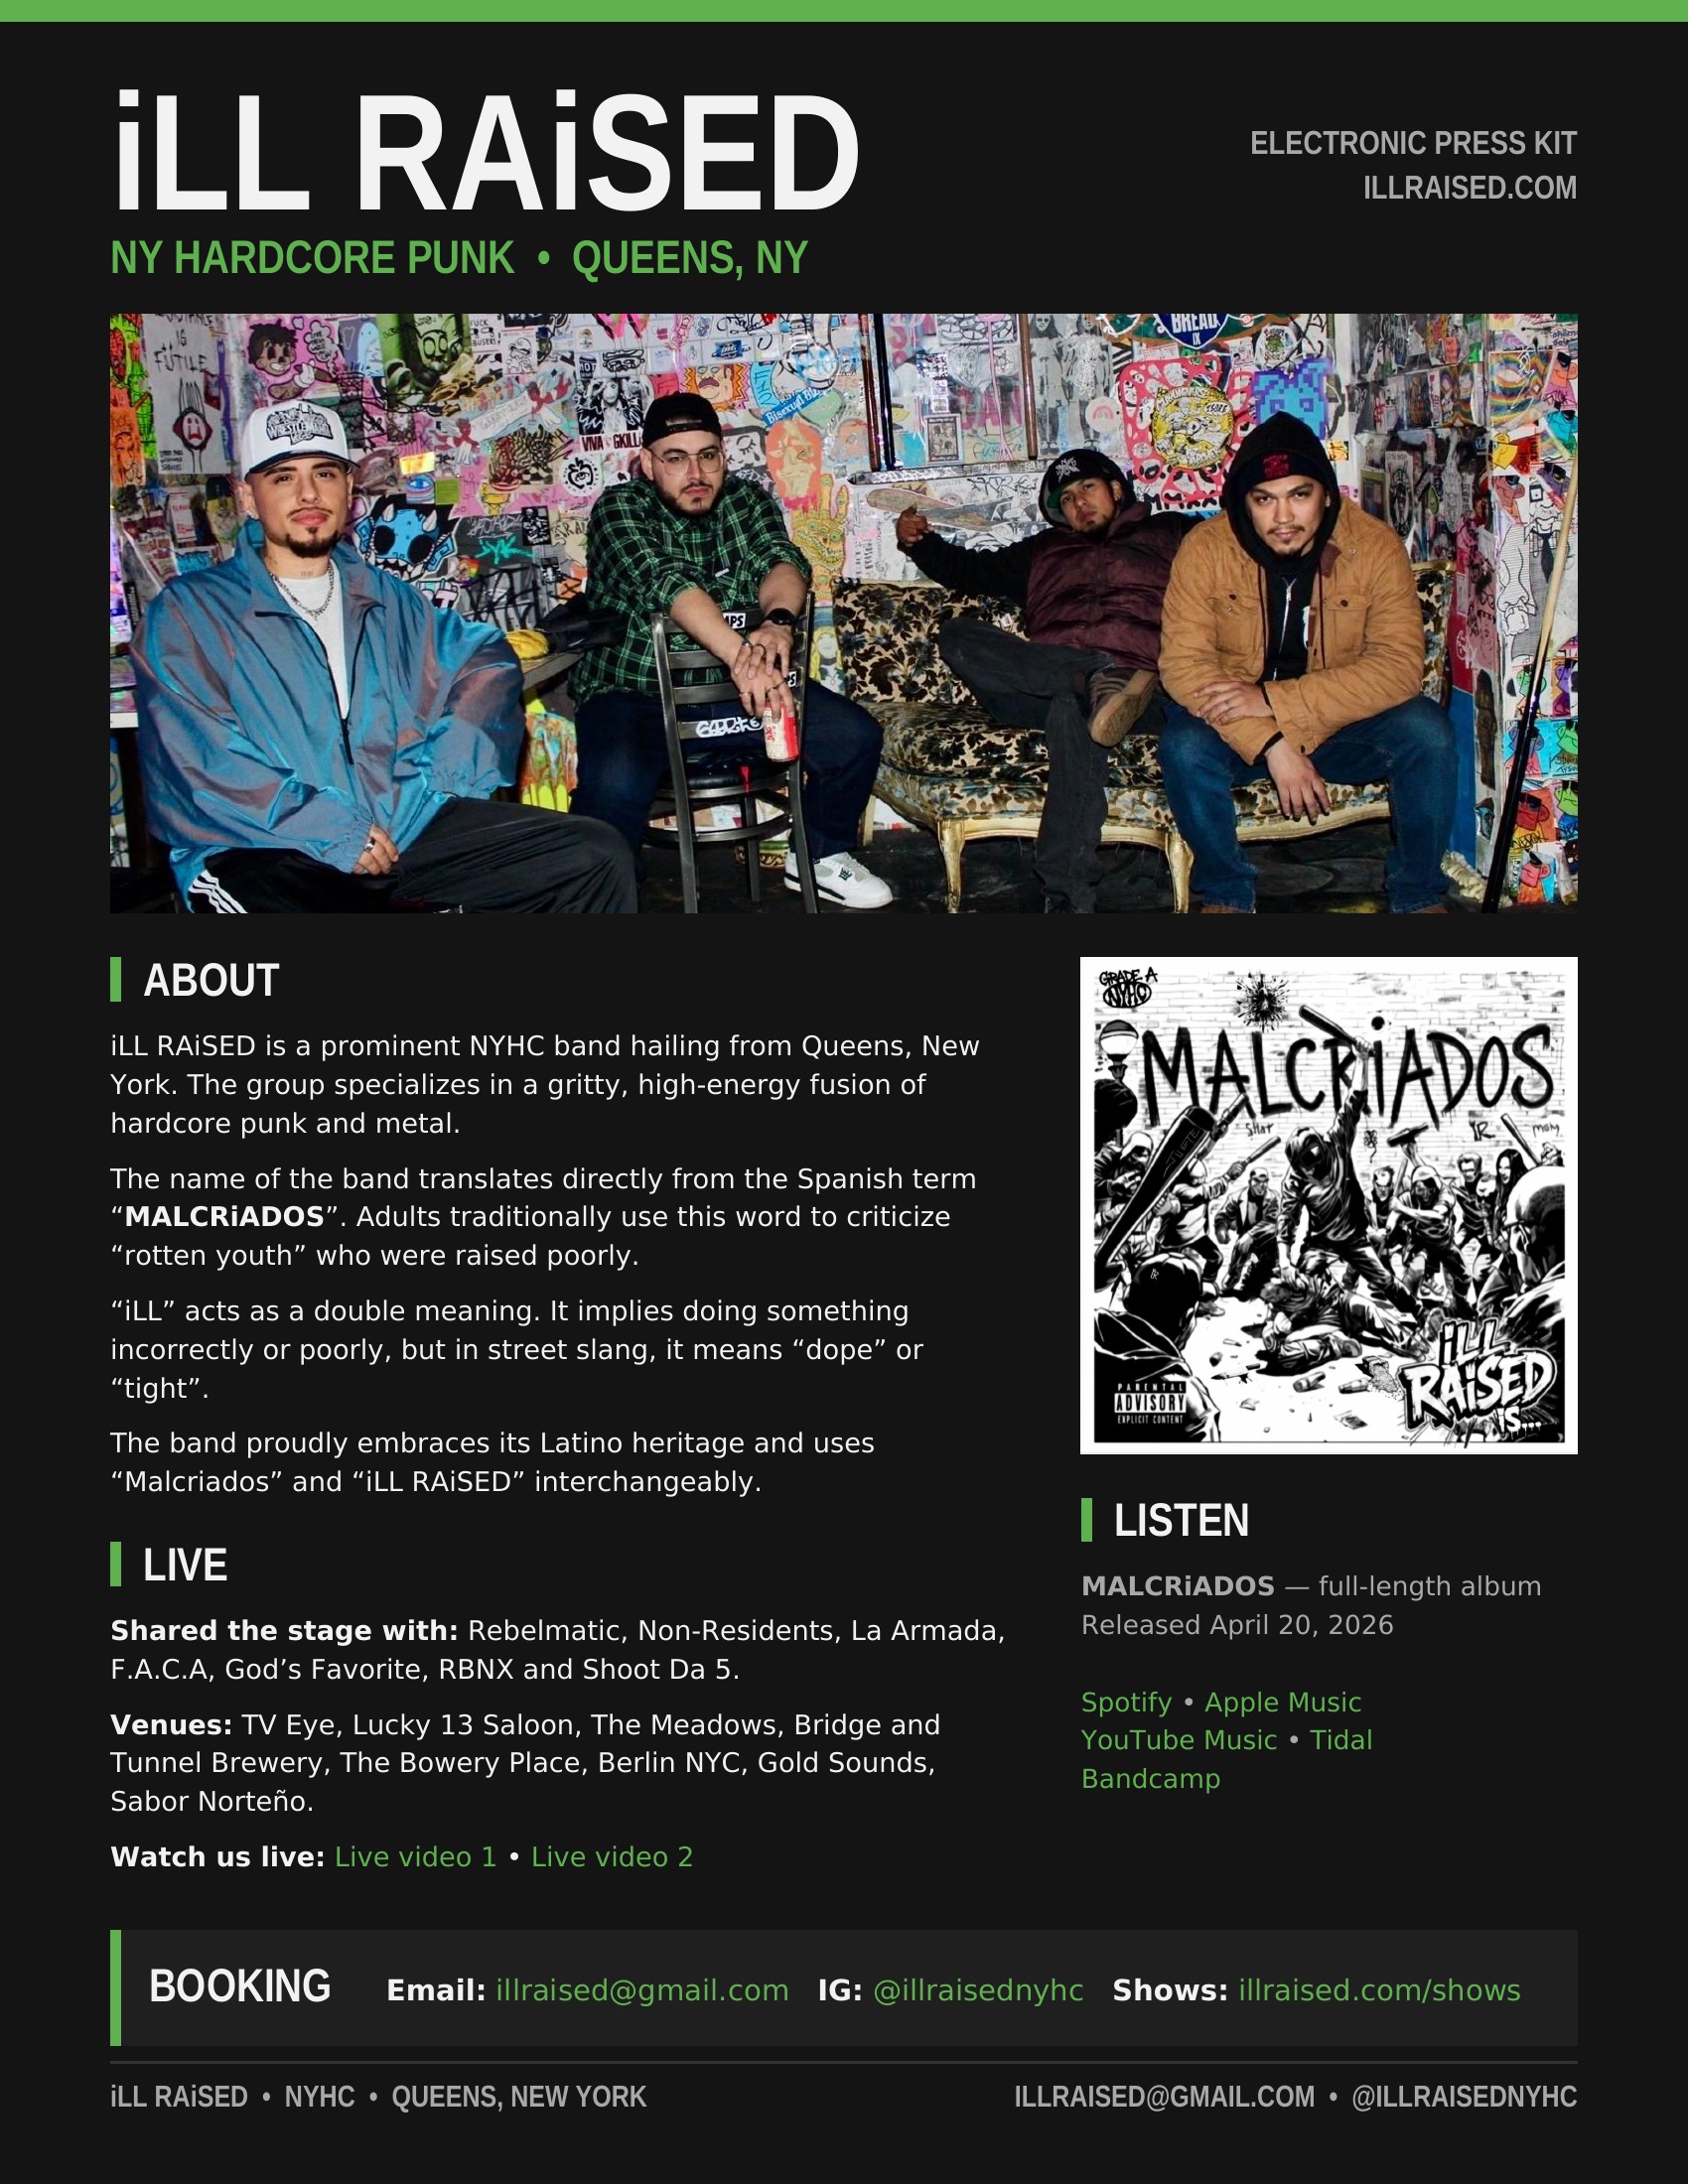 iLL RAiSED
ELECTRONIC PRESS KIT
ILLRAISED.COM
NY HARDCORE PUNK • QUEENS, NY
FUTILE
BREAD
VIVA
ABOUT
iLL RAiSED is a prominent NYHC band hailing from Queens, New
York. The group specializes in a gritty, high-energy fusion of
hardcore punk and metal.
The name of the band translates directly from the Spanish term
“MALCRiADOS”. Adults traditionally use this word to criticize
“rotten youth” who were raised poorly.
“iLL” acts as a double meaning. It implies doing something
incorrectly or poorly, but in street slang, it means “dope” or
“tight”.
The band proudly embraces its Latino heritage and uses
“Malcriados” and “iLL RAiSED” interchangeably.
LIVE
Shared the stage with: Rebelmatic, Non-Residents, La Armada,
F.A.C.A, God’s Favorite, RBNX and Shoot Da 5.
Venues: TV Eye, Lucky 13 Saloon, The Meadows, Bridge and
Tunnel Brewery, The Bowery Place, Berlin NYC, Gold Sounds,
Sabor Norteño.
Watch us live: Live video 1 • Live video 2
GRADE A
NYHC
MALCRiADOS
IR
PARENTAL
ADVISORY
EXPLICIT CONTENT
iLL
RAiSED
iS...
LISTEN
MALCRiADOS — full-length album
Released April 20, 2026
Spotify • Apple Music
YouTube Music • Tidal
Bandcamp
BOOKING
Email: illraised@gmail.com IG: @illraisednyhc Shows: illraised.com/shows
iLL RAiSED • NYHC • QUEENS, NEW YORK
ILLRAISED@GMAIL.COM • @ILLRAISEDNYHC